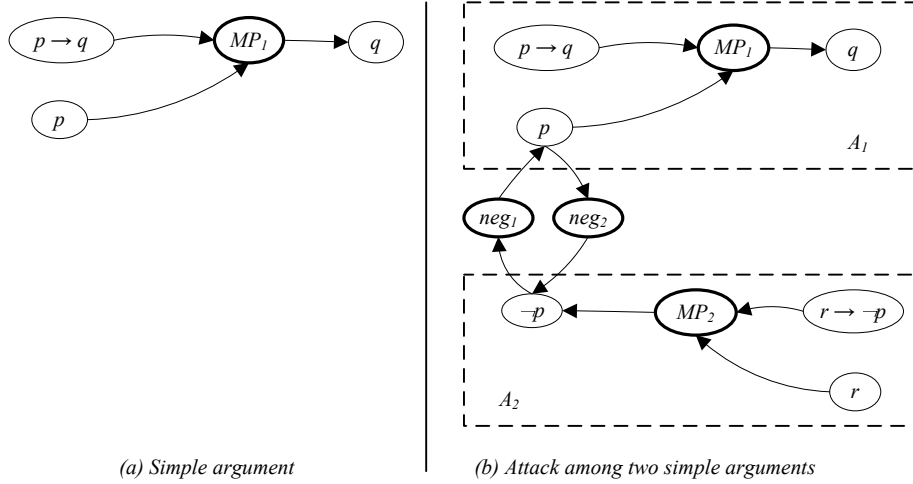 p → q
MP1
q
p
(a) Simple argument
p → q
MP1
q
p
A1
neg1
neg2
¬p
MP2
r → ¬p
r
A2
(b) Attack among two simple arguments